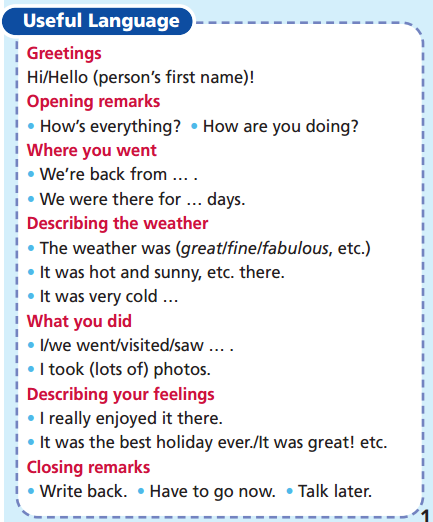 Useful Language
Greetings
Hi/Hello (person's first name)!
Opening remarks
• How's everything? • How are you doing?
Where you went
• We're back from ... .
• We were there for ... days.
Describing the weather
• The weather was (great/fine/fabulous, etc.)
• It was hot and sunny, etc. there.
• It was very cold ...
What you did
• I/we went/visited/saw ... .
• I took (lots of) photos.
Describing your feelings
• I really enjoyed it there.
• It was the best holiday ever./It was great! etc.
Closing remarks
• Write back. • Have to go now. • Talk later.
1